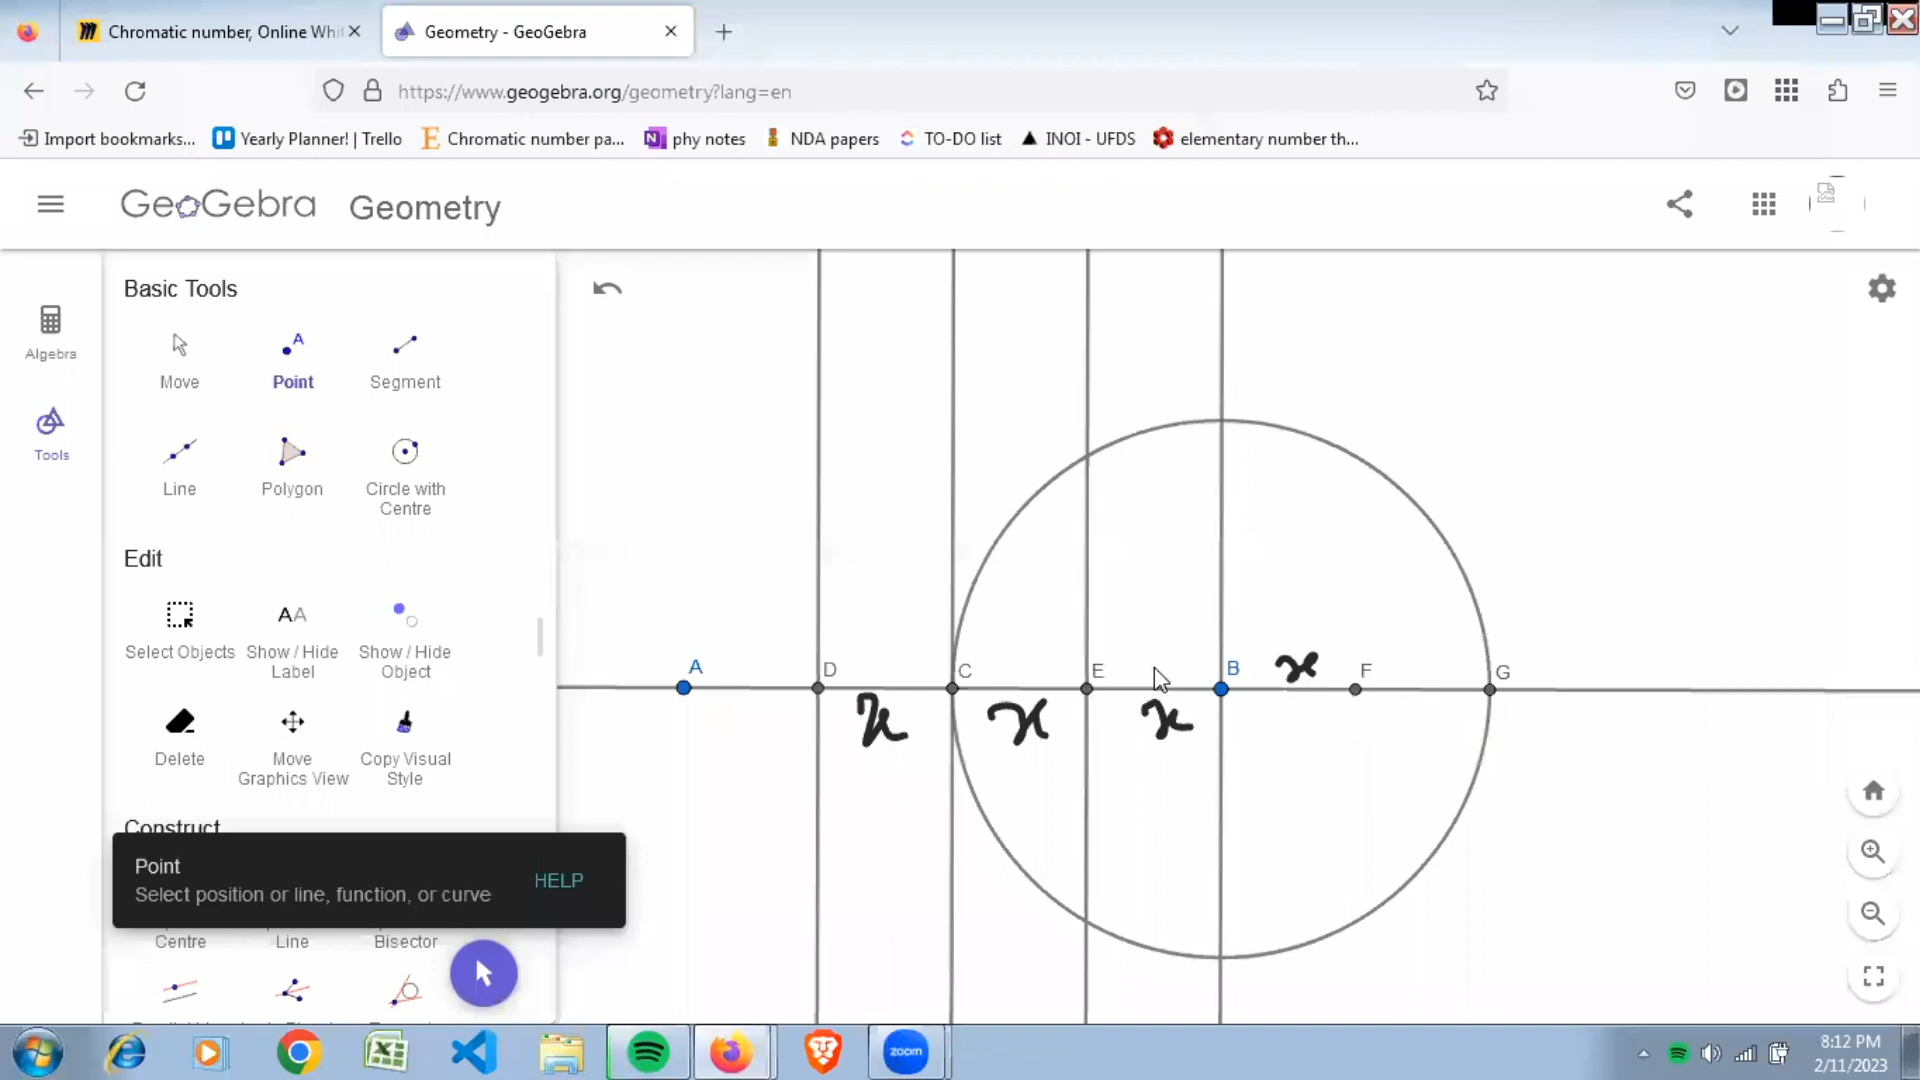 Chromatic number, Online Whi
Geometry - GeoGebra
https://www.geogebra.org/geometry?lang=en
Import bookmarks...
Yearly Planner! | Trello
Chromatic number pa...
phy notes
NDA papers
TO-DO list
INOI - UFDS
elementary number th...
GeoGebra
Geometry
Algebra
Tools
Basic Tools
Move
A
Point
Segment
Line
Polygon
Circle with
Centre
Edit
Select Objects
AA
Show / Hide
Label
Show / Hide
Object
Delete
Move
Graphics View
Copy Visual
Style
Construct
Point
Select position or line, function, or curve
HELP
Centre
Line
Bisector
A
D
C
E
B
x
F
G
x
x
x
zoom
8:12 PM
2/11/2023